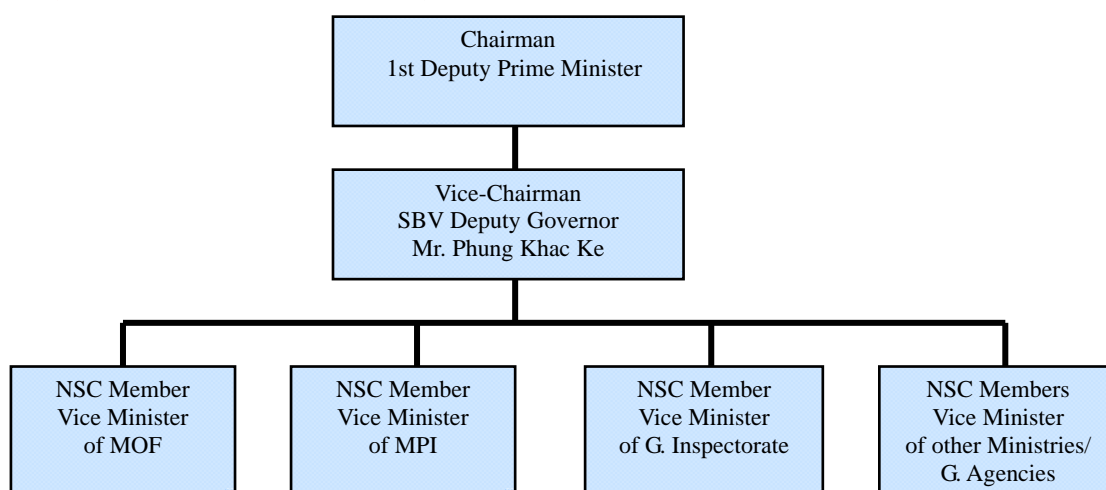 Chairman
1st Deputy Prime Minister
Vice-Chairman
SBV Deputy Governor
Mr. Phung Khac Ke
NSC Member
Vice Minister
of MOF
NSC Member
Vice Minister
of MPI
NSC Member
Vice Minister
of G. Inspectorate
NSC Members
Vice Minister
of other Ministries/
G. Agencies